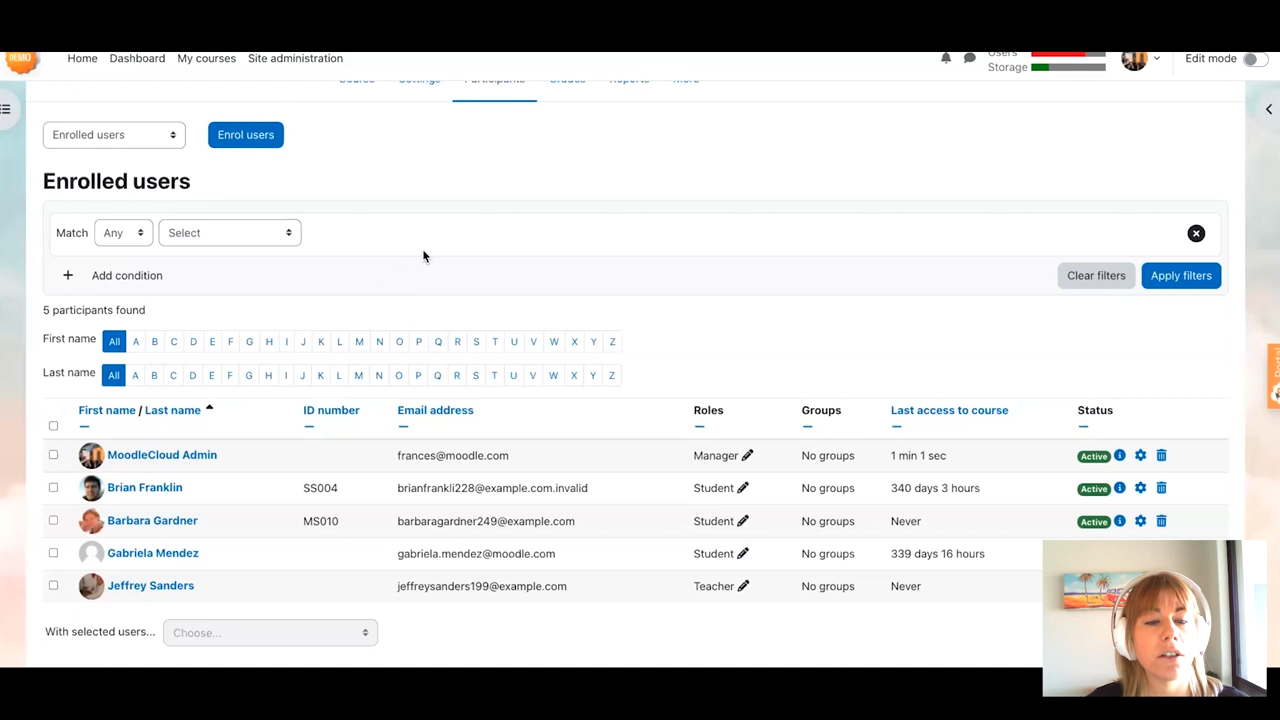 DEMO
Home Dashboard My courses Site administration
Users
Storage
Edit mode
Course Settings Participants Grades Reports More
Enrolled users Enrol users
Enrolled users
Match Any Select
+ Add condition Clear filters Apply filters
5 participants found
First name All A B C D E F G H I J K L M N O P Q R S T U V W X Y Z
Last name All A B C D E F G H I J K L M N O P Q R S T U V W X Y Z
First name / Last name ID number Email address Roles Groups Last access to course Status
MoodleCloud Admin frances@moodle.com Manager No groups 1 min 1 sec Active
Brian Franklin SS004 brianfrankli228@example.com.invalid Student No groups 340 days 3 hours Active
Barbara Gardner MS010 barbaragardner249@example.com Student No groups Never Active
Gabriela Mendez gabriela.mendez@moodle.com Student No groups 339 days 16 hours
Jeffrey Sanders jeffreysanders199@example.com Teacher No groups Never
With selected users... Choose...